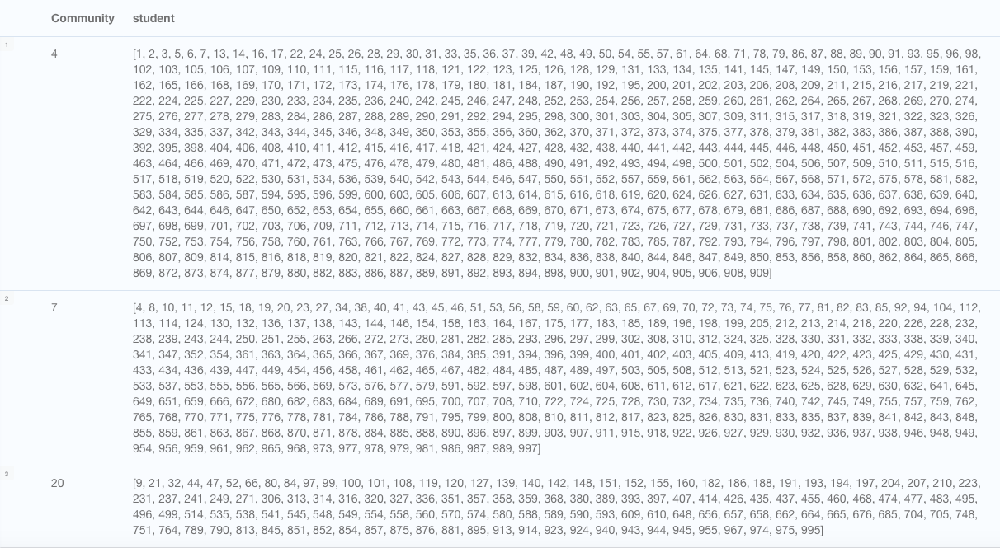 Community student
1
4 [1, 2, 3, 5, 6, 7, 13, 14, 16, 17, 22, 24, 25, 26, 28, 29, 30, 31, 33, 35, 36, 37, 39, 42, 48, 49, 50, 54, 55, 57, 61, 64, 68, 71, 78, 79, 86, 87, 88, 89, 90, 91, 93, 95, 96, 98,
102, 103, 105, 106, 107, 109, 110, 111, 115, 116, 117, 118, 121, 122, 123, 125, 126, 128, 129, 131, 133, 134, 135, 141, 145, 147, 149, 150, 153, 156, 157, 159, 161,
162, 165, 166, 168, 169, 170, 171, 172, 173, 174, 176, 178, 179, 180, 181, 184, 187, 190, 192, 195, 200, 201, 202, 203, 206, 208, 209, 211, 215, 216, 217, 219, 221,
222, 224, 225, 227, 229, 230, 233, 234, 235, 236, 240, 242, 245, 246, 247, 248, 252, 253, 254, 256, 257, 258, 259, 260, 261, 262, 264, 265, 267, 268, 269, 270, 274,
275, 276, 277, 278, 279, 283, 284, 286, 287, 288, 289, 290, 291, 292, 294, 295, 298, 300, 301, 303, 304, 305, 307, 309, 311, 315, 317, 318, 319, 321, 322, 323, 326,
329, 334, 335, 337, 342, 343, 344, 345, 346, 348, 349, 350, 353, 355, 356, 360, 362, 370, 371, 372, 373, 374, 375, 377, 378, 379, 381, 382, 383, 386, 387, 388, 390,
392, 395, 398, 404, 406, 408, 410, 411, 412, 415, 416, 417, 418, 421, 424, 427, 428, 432, 438, 440, 441, 442, 443, 444, 445, 446, 448, 450, 451, 452, 453, 457, 459,
463, 464, 466, 469, 470, 471, 472, 473, 475, 476, 478, 479, 480, 481, 486, 488, 490, 491, 492, 493, 494, 498, 500, 501, 502, 504, 506, 507, 509, 510, 511, 515, 516,
517, 518, 519, 520, 522, 530, 531, 534, 536, 539, 540, 542, 543, 544, 546, 547, 550, 551, 552, 557, 559, 561, 562, 563, 564, 567, 568, 571, 572, 575, 578, 581, 582,
583, 584, 585, 586, 587, 594, 595, 596, 599, 600, 603, 605, 606, 607, 613, 614, 615, 616, 618, 619, 620, 624, 626, 627, 631, 633, 634, 635, 636, 637, 638, 639, 640,
642, 643, 644, 646, 647, 650, 652, 653, 654, 655, 660, 661, 663, 667, 668, 669, 670, 671, 673, 674, 675, 677, 678, 679, 681, 686, 687, 688, 690, 692, 693, 694, 696,
697, 698, 699, 701, 702, 703, 706, 709, 711, 712, 713, 714, 715, 716, 717, 718, 719, 720, 721, 723, 726, 727, 729, 731, 733, 737, 738, 739, 741, 743, 744, 746, 747,
750, 752, 753, 754, 756, 758, 760, 761, 763, 766, 767, 769, 772, 773, 774, 777, 779, 780, 782, 783, 785, 787, 792, 793, 794, 796, 797, 798, 801, 802, 803, 804, 805,
806, 807, 809, 814, 815, 816, 818, 819, 820, 821, 822, 824, 827, 828, 829, 832, 834, 836, 838, 840, 844, 846, 847, 849, 850, 853, 856, 858, 860, 862, 864, 865, 866,
869, 872, 873, 874, 877, 879, 880, 882, 883, 886, 887, 889, 891, 892, 893, 894, 898, 900, 901, 902, 904, 905, 906, 908, 909]
2
7 [4, 8, 10, 11, 12, 15, 18, 19, 20, 23, 27, 34, 38, 40, 41, 43, 45, 46, 51, 53, 56, 58, 59, 60, 62, 63, 65, 67, 69, 70, 72, 73, 74, 75, 76, 77, 81, 82, 83, 85, 92, 94, 104, 112,
113, 114, 124, 130, 132, 136, 137, 138, 143, 144, 146, 154, 158, 163, 164, 167, 175, 177, 183, 185, 189, 196, 198, 199, 205, 212, 213, 214, 218, 220, 226, 228, 232,
238, 239, 243, 244, 250, 251, 255, 263, 266, 272, 273, 280, 281, 282, 285, 293, 296, 297, 299, 302, 308, 310, 312, 324, 325, 328, 330, 331, 332, 333, 338, 339, 340,
341, 347, 352, 354, 361, 363, 364, 365, 366, 367, 369, 376, 384, 385, 391, 394, 396, 399, 400, 401, 402, 403, 405, 409, 413, 419, 420, 422, 423, 425, 429, 430, 431,
433, 434, 436, 439, 447, 449, 454, 456, 458, 461, 462, 465, 467, 482, 484, 485, 487, 489, 497, 503, 505, 508, 512, 513, 521, 523, 524, 525, 526, 527, 528, 529, 532,
533, 537, 553, 555, 556, 565, 566, 569, 573, 576, 577, 579, 591, 592, 597, 598, 601, 602, 604, 608, 611, 612, 617, 621, 622, 623, 625, 628, 629, 630, 632, 641, 645,
649, 651, 659, 666, 672, 680, 682, 683, 684, 689, 691, 695, 700, 707, 708, 710, 722, 724, 725, 728, 730, 732, 734, 735, 736, 740, 742, 745, 749, 755, 757, 759, 762,
765, 768, 770, 771, 775, 776, 778, 781, 784, 786, 788, 791, 795, 799, 800, 808, 810, 811, 812, 817, 823, 825, 826, 830, 831, 833, 835, 837, 839, 841, 842, 843, 848,
855, 859, 861, 863, 867, 868, 870, 871, 878, 884, 885, 888, 890, 896, 897, 899, 903, 907, 911, 915, 918, 922, 926, 927, 929, 930, 932, 936, 937, 938, 946, 948, 949,
954, 956, 959, 961, 962, 965, 968, 973, 977, 978, 979, 981, 986, 987, 989, 997]
3
20 [9, 21, 32, 44, 47, 52, 66, 80, 84, 97, 99, 100, 101, 108, 119, 120, 127, 139, 140, 142, 148, 151, 152, 155, 160, 182, 186, 188, 191, 193, 194, 197, 204, 207, 210, 223,
231, 237, 241, 249, 271, 306, 313, 314, 316, 320, 327, 336, 351, 357, 358, 359, 368, 380, 389, 393, 397, 407, 414, 426, 435, 437, 455, 460, 468, 474, 477, 483, 495,
496, 499, 514, 535, 538, 541, 545, 548, 549, 554, 558, 560, 570, 574, 580, 588, 589, 590, 593, 609, 610, 648, 656, 657, 658, 662, 664, 665, 676, 685, 704, 705, 748,
751, 764, 789, 790, 813, 845, 851, 852, 854, 857, 875, 876, 881, 895, 913, 914, 923, 924, 940, 943, 944, 945, 955, 967, 974, 975, 995]